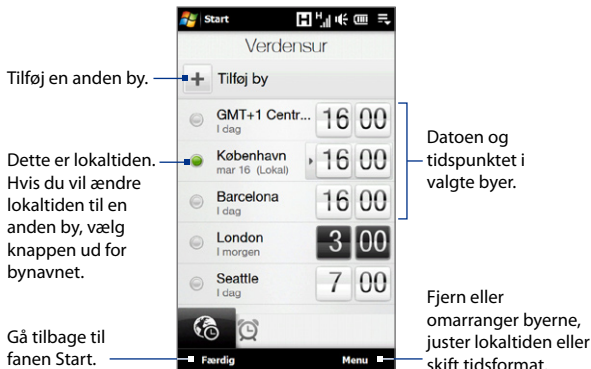 Start
Verdensur
Tilføj en anden by.
Tilføj by
GMT+1 Centr...
I dag
16 00
København
mar 16 (Lokal)
16 00
Barcelona
I dag
16 00
London
I morgen
3 00
Seattle
I dag
7 00
Dette er lokaltiden.
Hvis du vil ændre
lokaltiden til en
anden by, vælg
knappen ud for
bynavnet.
Datoen og
tidspunktet i
valgte byer.
Gå tilbage til
fanen Start.
Færdig
Menu
Fjern eller
omarranger byerne,
juster lokaltiden eller
skift tidsformat.